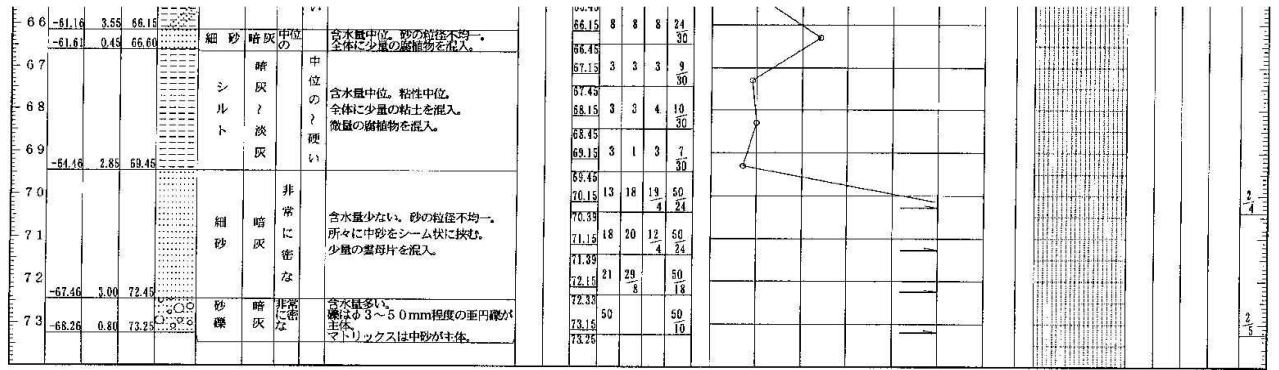 66 -61.16 3.55 66.15
-61.61 0.45 66.60 細砂 暗灰 中位の 含水量中位。砂の粒径不均一。
全体に少量の腐植物を混入。
67
68
69
シルト
暗灰~淡灰
中位の~硬い
含水量中位。粘性中位。
全体に少量の粘土を混入。
微量の腐植物を混入。
-64.46 2.85 69.45
70
71
72
細砂
暗灰
非常に密な
含水量少ない。砂の粒径不均一。
所々に中砂をシーム状に挟む。
少量の雲母片を混入。
-67.46 3.00 72.45
73
砂礫
暗灰
非常に密な
含水量多い。
礫はφ3~50mm程度の亜円礫が
主体。
マトリックスは中砂が主体。
-68.26 0.80 73.25
66.15 8 8 8 24/30
66.45
67.15 3 3 3 9/30
67.45
68.15 3 3 4 10/30
68.45
69.15 3 1 3 7/30
69.45
70.15 13 18 19/4 50/24
70.39
71.15 18 20 12/4 50/24
71.39
72.15 21 29/8 50/18
72.33
73.15 50 50/10
73.25
2/4
2/5